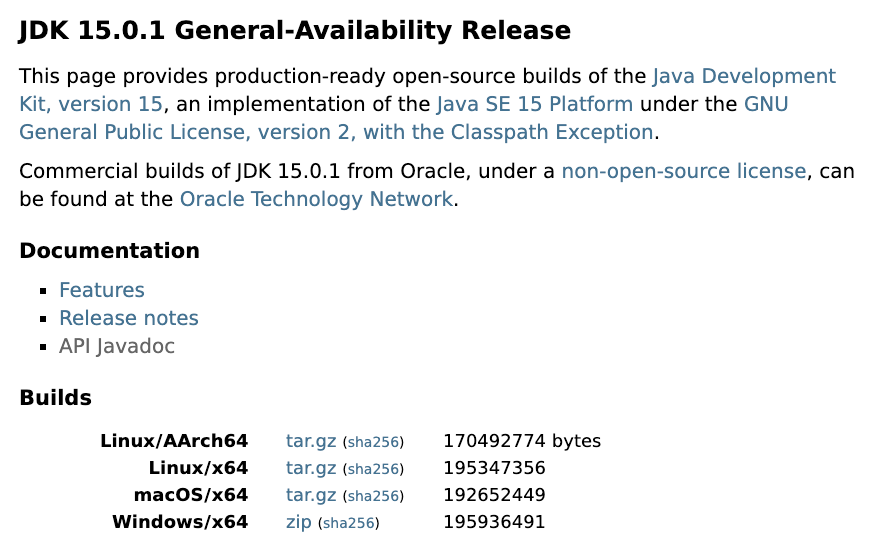 JDK 15.0.1 General-Availability Release
This page provides production-ready open-source builds of the Java Development
Kit, version 15, an implementation of the Java SE 15 Platform under the GNU
General Public License, version 2, with the Classpath Exception.
Commercial builds of JDK 15.0.1 from Oracle, under a non-open-source license, can
be found at the Oracle Technology Network.
Documentation
Features
Release notes
API Javadoc
Builds
Linux/AArch64 tar.gz (sha256) 170492774 bytes
Linux/x64 tar.gz (sha256) 195347356
macOS/x64 tar.gz (sha256) 192652449
Windows/x64 zip (sha256) 195936491